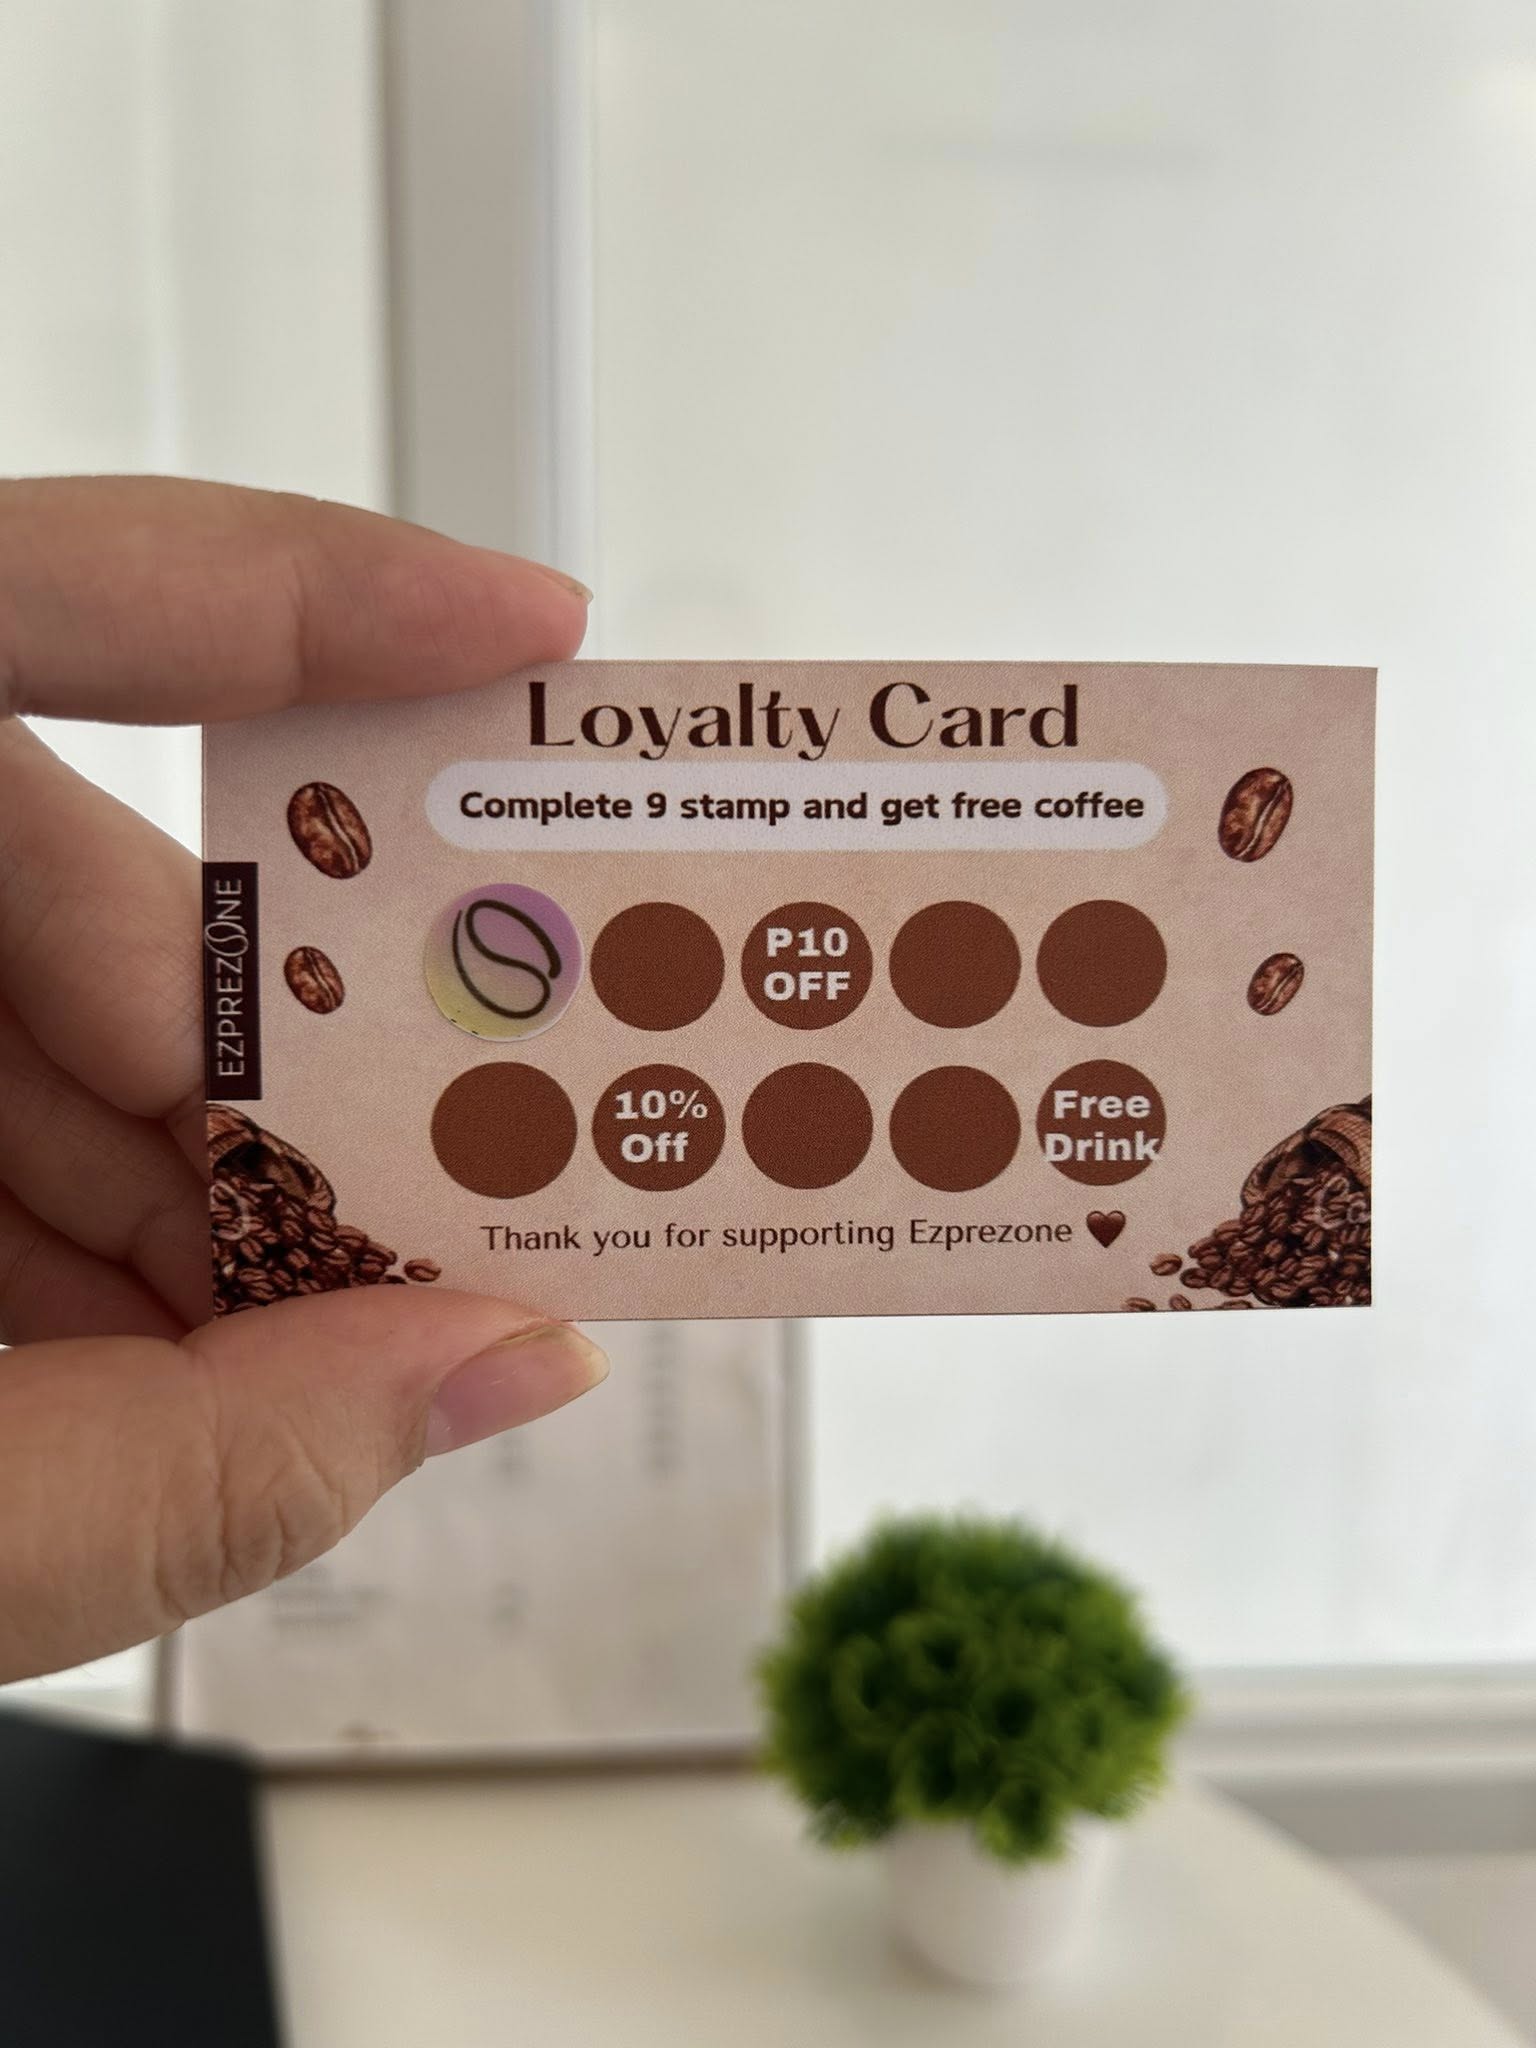 Loyalty Card
Complete 9 stamp and get free coffee
EZPREZONE
P10
OFF
10%
Off
Free
Drink
Thank you for supporting Ezprezone